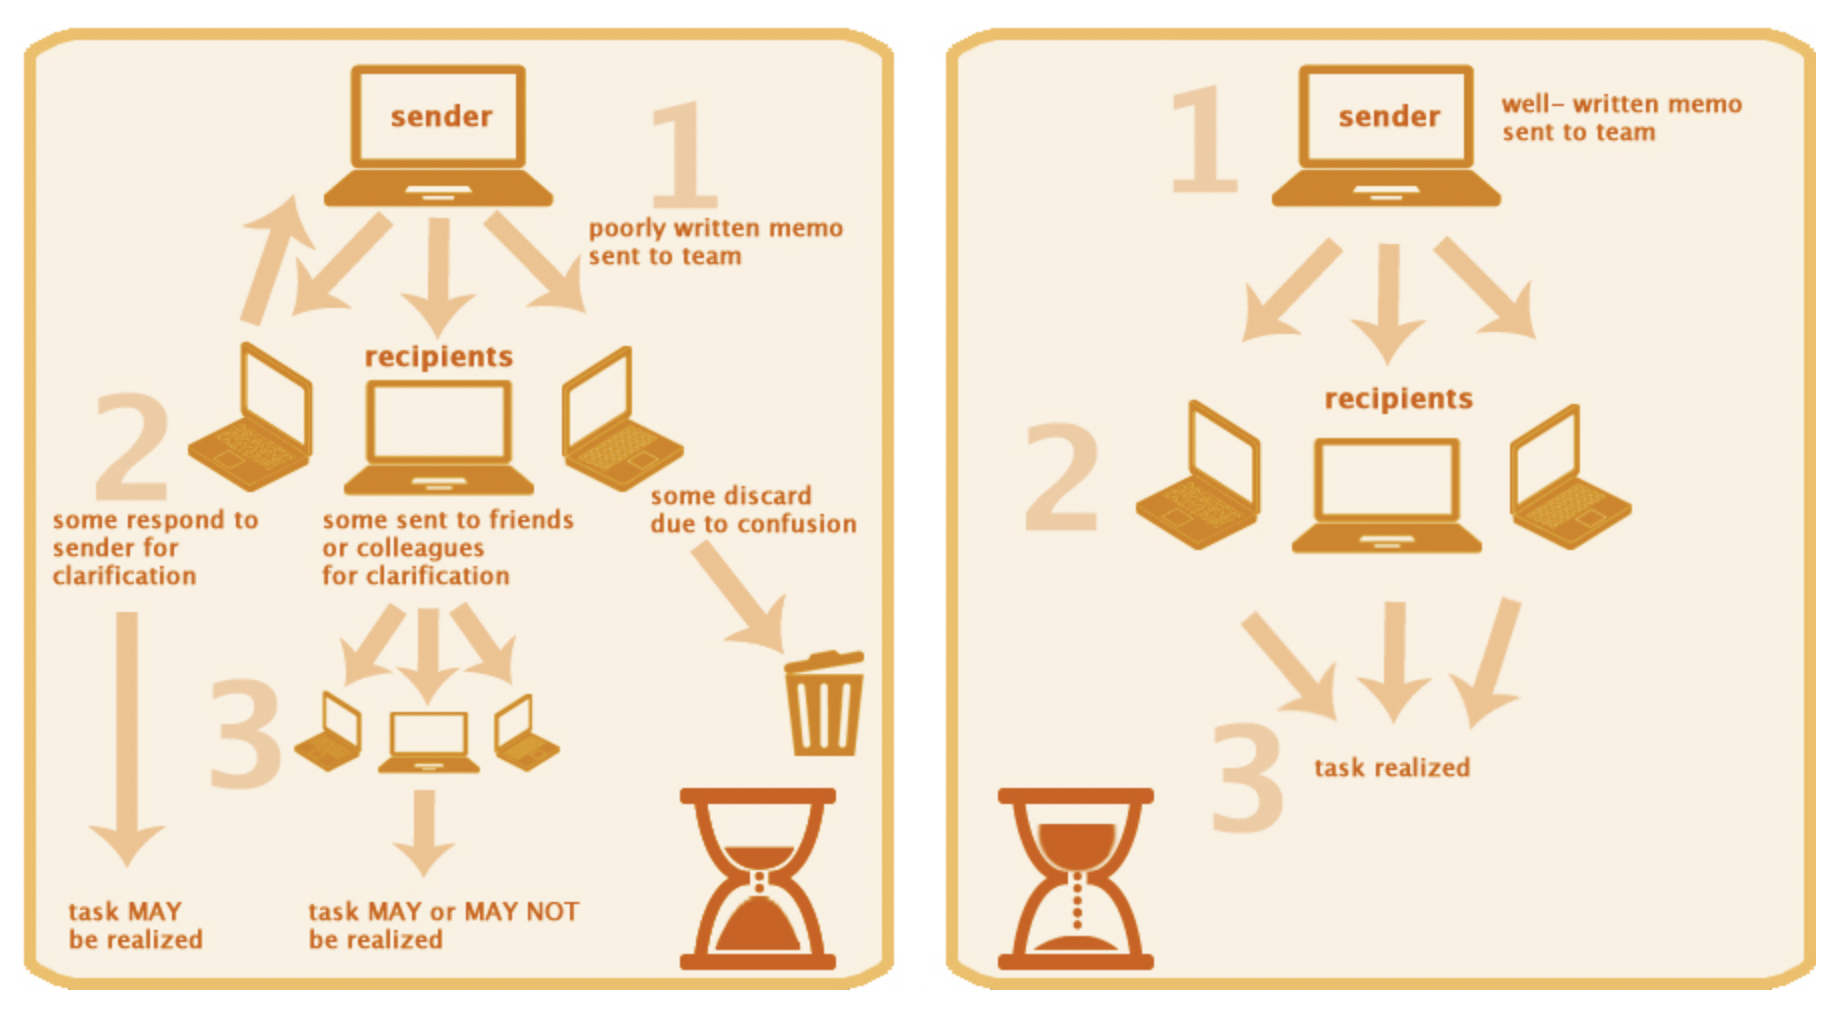 sender
1
poorly written memo
sent to team
recipients
2
some respond to
sender for
clarification
some sent to friends
or colleagues
for clarification
some discard
due to confusion
3
task MAY
be realized
task MAY or MAY NOT
be realized
1
sender
well- written memo
sent to team
recipients
2
3
task realized